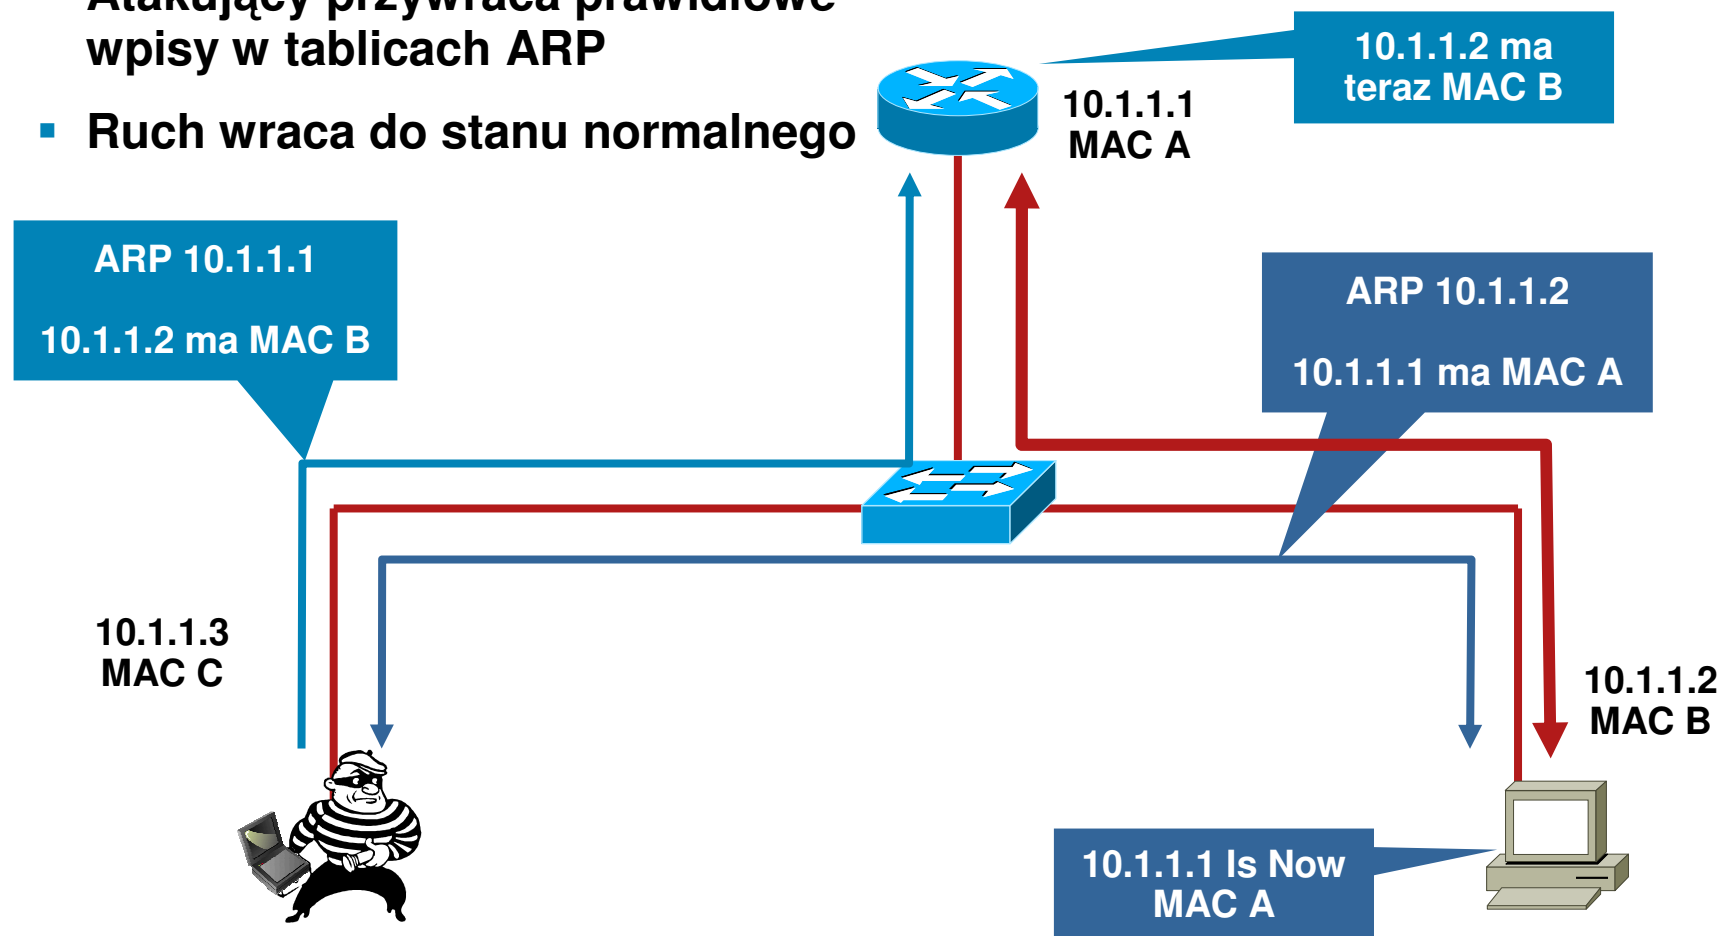 Atakujący przywraca prawidłowe
wpisy w tablicach ARP
Ruch wraca do stanu normalnego
10.1.1.2 ma
teraz MAC B
10.1.1.1
MAC A
ARP 10.1.1.1
10.1.1.2 ma MAC B
ARP 10.1.1.2
10.1.1.1 ma MAC A
10.1.1.3
MAC C
10.1.1.2
MAC B
10.1.1.1 Is Now
MAC A